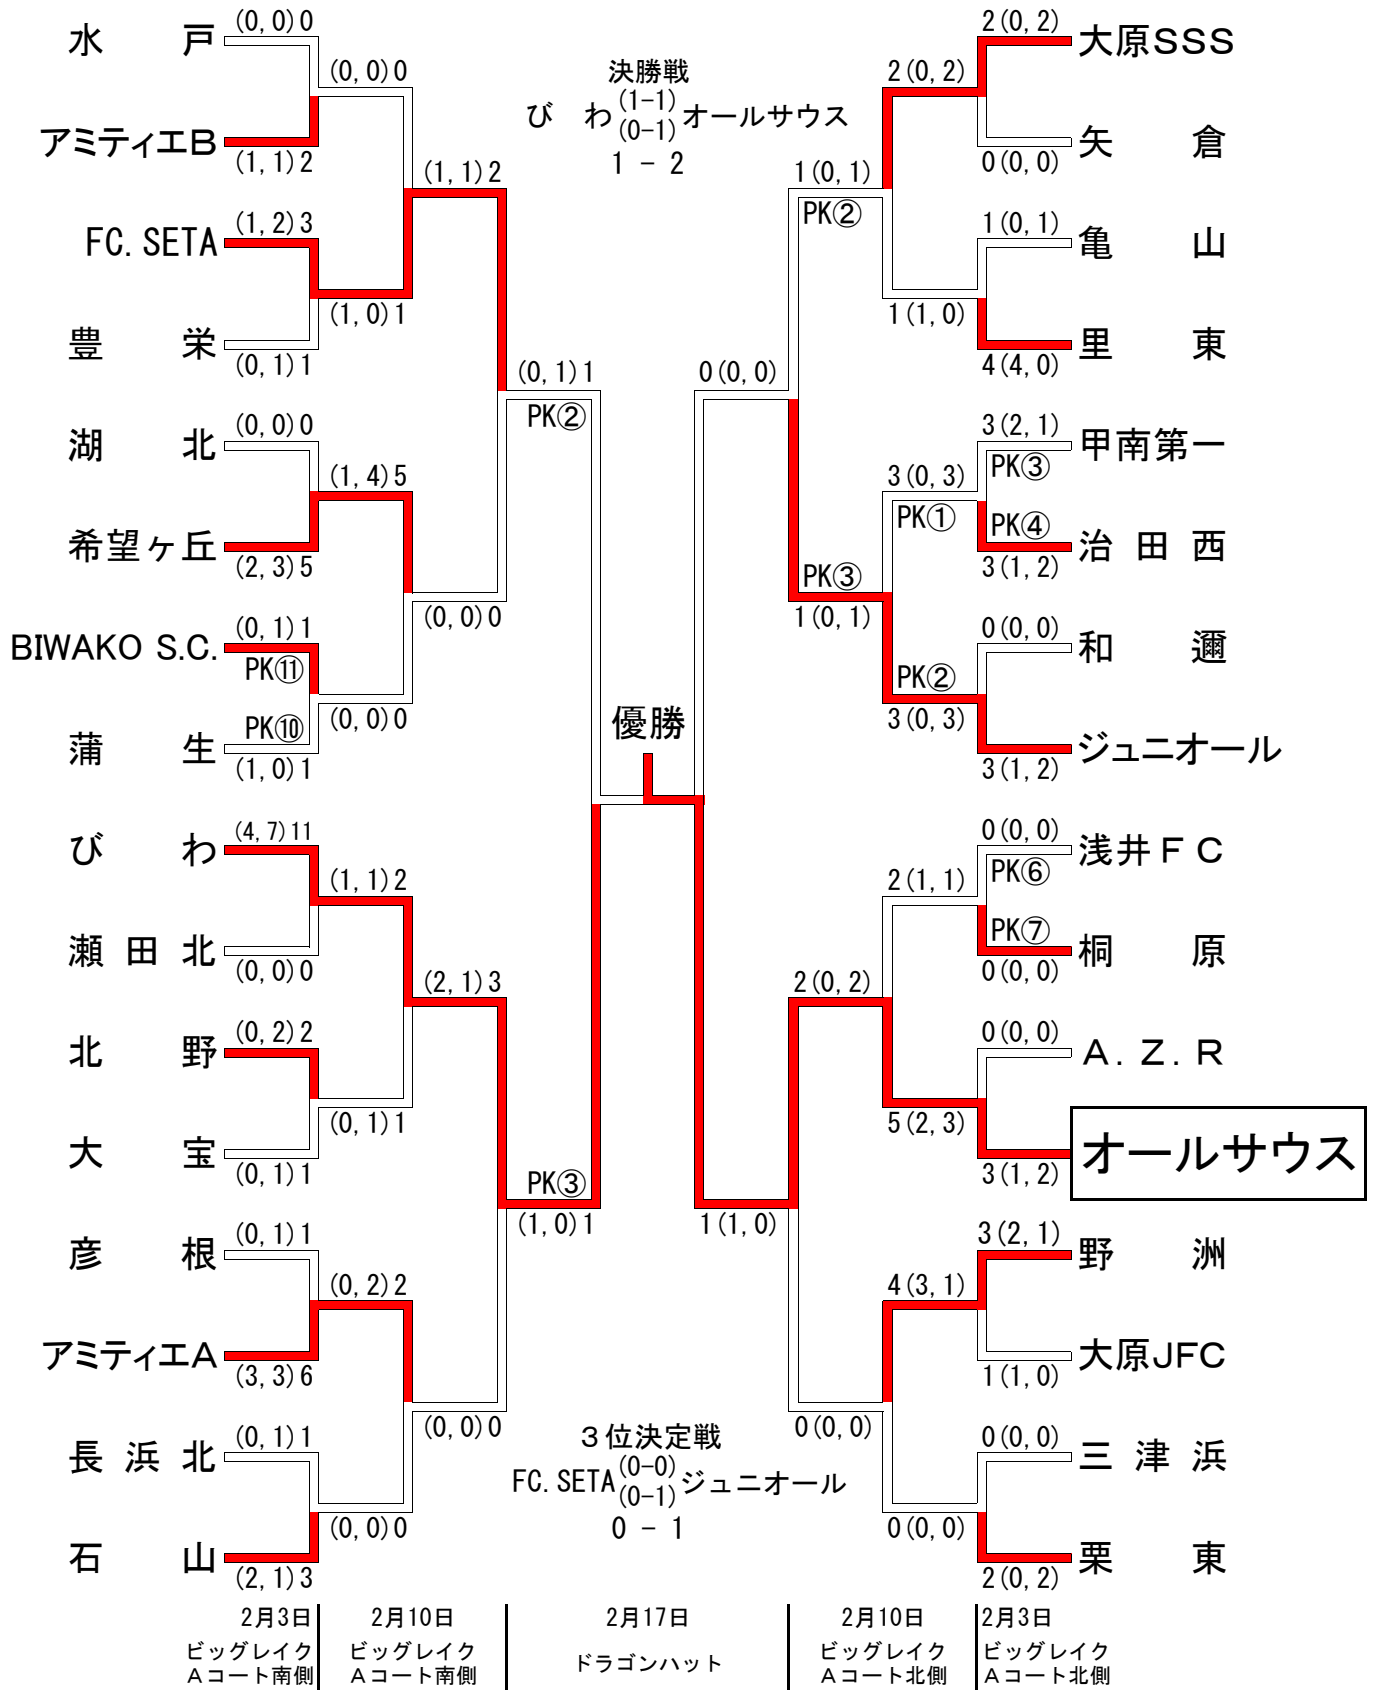 水戸
(0,0)0
アミティエB
(1,1)2
(0,0)0
FC.SETA
(1,2)3
豊栄
(0,1)1
(1,0)1
(1,1)2
湖北
(0,0)0
希望ヶ丘
(2,3)5
(1,4)5
BIWAKO S.C.
(0,1)1
PK⑪
蒲生
PK⑩
(1,0)1
(0,0)0
(0,0)0
(0,1)1
PK②
びわ
(4,7)11
瀬田北
(0,0)0
(1,1)2
北野
(0,2)2
大宝
(0,1)1
(0,1)1
(2,1)3
彦根
(0,1)1
アミティエA
(3,3)6
(0,2)2
長浜北
(0,1)1
石山
(2,1)3
(0,0)0
(0,0)0
PK③
(1,0)1
決勝戦
びわ(1-1)オールサウス
(0-1)
1 - 2
優勝
3位決定戦
FC.SETA(0-0)ジュニオール
(0-1)
0 - 1
2(0,2)
大原SSS
0(0,0)
矢倉
2(0,2)
1(0,1)
亀山
4(4,0)
里東
1(1,0)
1(0,1)
PK②
3(2,1)
PK③
甲南第一
PK④
3(1,2)
治田西
3(0,3)
PK①
0(0,0)
和邇
3(1,2)
ジュニオール
PK②
3(0,3)
PK③
1(0,1)
0(0,0)
0(0,0)
PK⑥
浅井FC
PK⑦
0(0,0)
桐原
2(1,1)
0(0,0)
A.Z.R
3(1,2)
オールサウス
5(2,3)
2(0,2)
3(2,1)
野洲
1(1,0)
大原JFC
4(3,1)
0(0,0)
三津浜
2(0,2)
栗東
0(0,0)
0(0,0)
1(1,0)
2月3日
ビッグレイク
Aコート南側
2月10日
ビッグレイク
Aコート南側
2月17日
ドラゴンハット
2月10日
ビッグレイク
Aコート北側
2月3日
ビッグレイク
Aコート北側